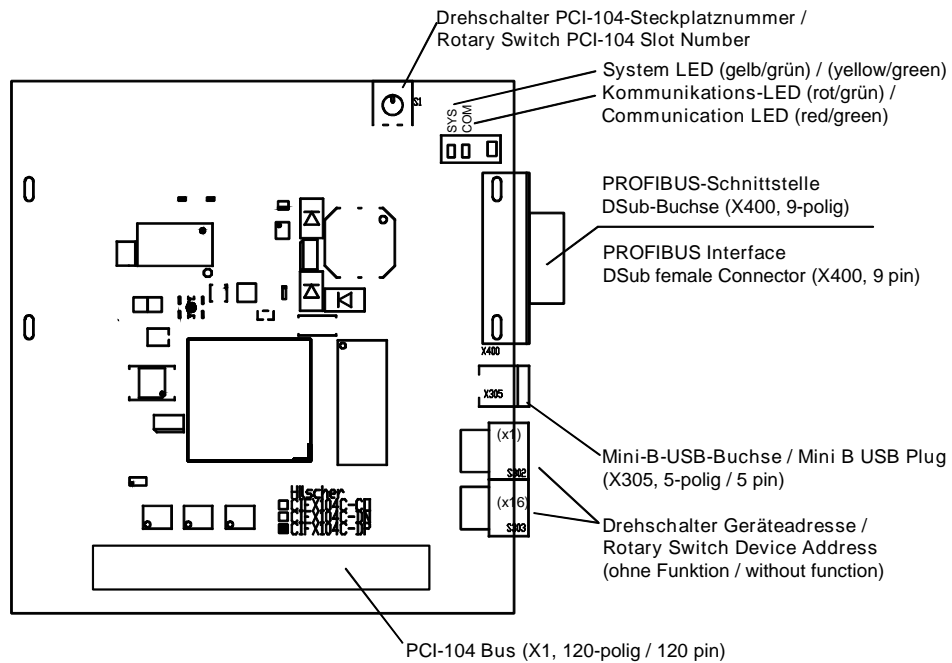 Drehschalter PCI-104-Steckplatznummer /
Rotary Switch PCI-104 Slot Number
System LED (gelb/grün) / (yellow/green)
Kommunikations-LED (rot/grün) /
Communication LED (red/green)
S1
SYS
COM
PROFIBUS-Schnittstelle
DSub-Buchse (X400, 9-polig)
PROFIBUS Interface
DSub female Connector (X400, 9 pin)
X400
X305
(x1)
S302
Mini-B-USB-Buchse / Mini B USB Plug
(X305, 5-polig / 5 pin)
(x16)
S303
Drehschalter Geräteadresse /
Rotary Switch Device Address
(ohne Funktion / without function)
Hilscher
CIFX104C-CO
CIFX104C-DN
CIFX104C-DP
PCI-104 Bus (X1, 120-polig / 120 pin)